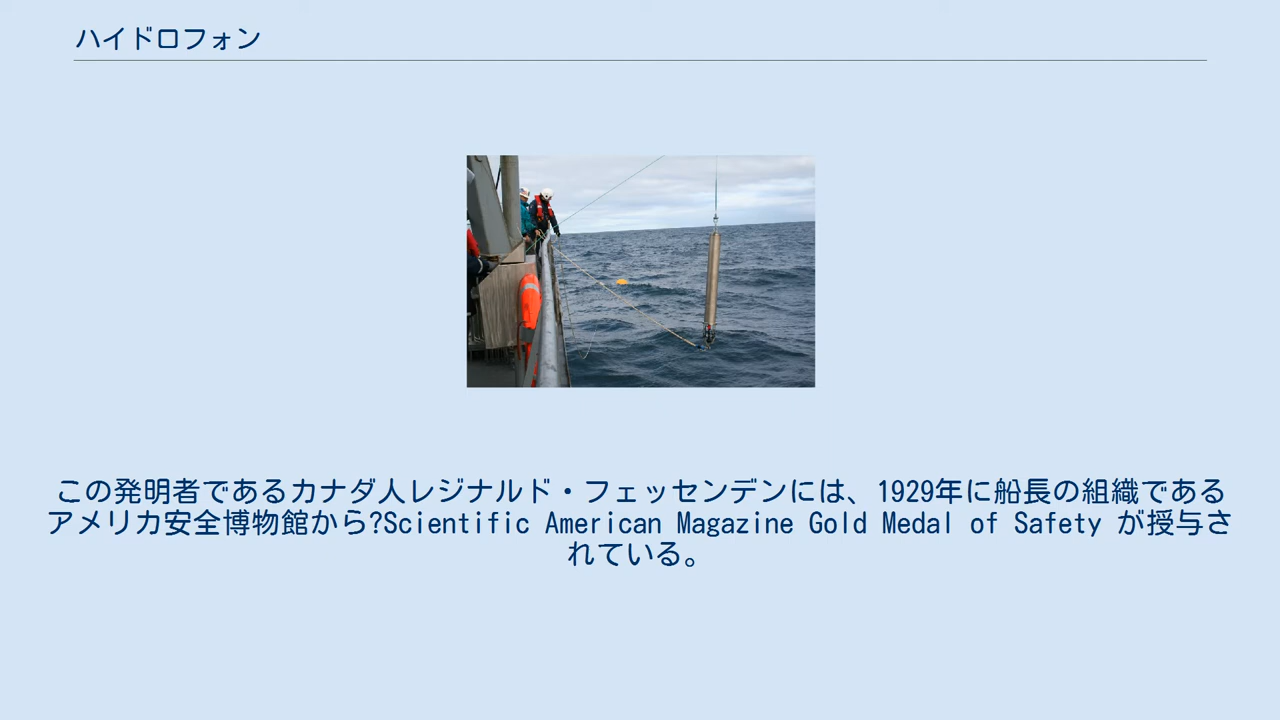 ハイドロフォン
この発明者であるカナダ人レジナルド・フェッセンデンには、1929年に船長の組織である
アメリカ安全博物館から?Scientific American Magazine Gold Medal of Safety が授与さ
れている。